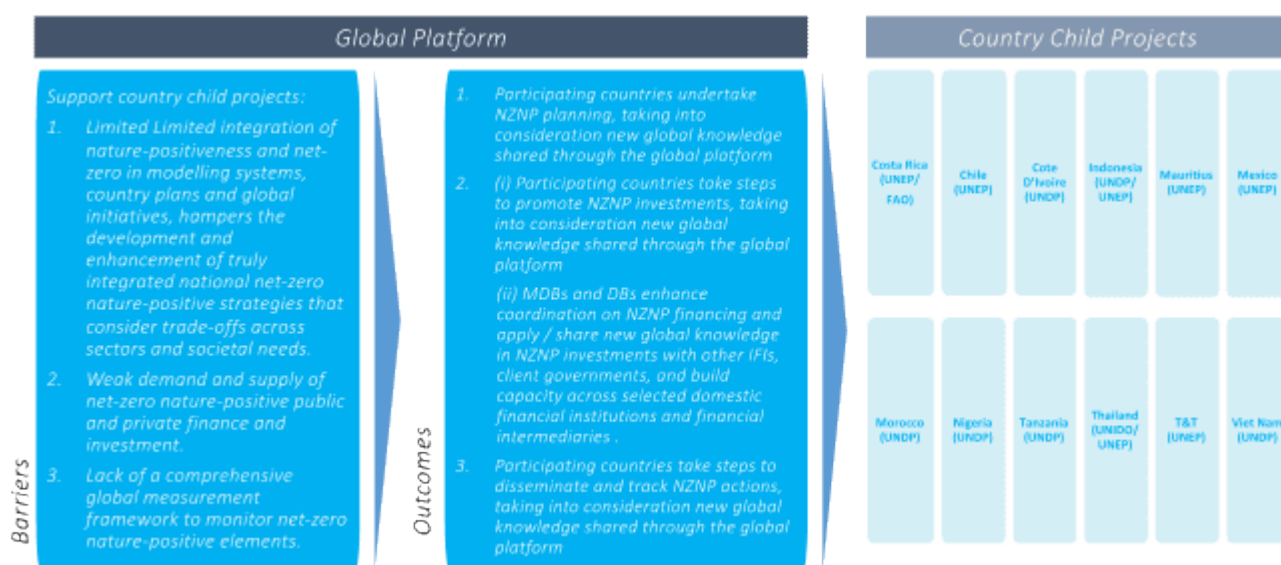 Global Platform
Country Child Projects
Barriers
Support country child projects:
1. Limited Limited integration of
nature-positiveness and net-
zero in modelling systems,
country plans and global
initiatives, hampers the
development and
enhancement of truly
integrated national net-zero
nature-positive strategies that
consider trade-offs across
sectors and societal needs.
2. Weak demand and supply of
net-zero nature-positive public
and private finance and
investment.
3. Lack of a comprehensive
global measurement
framework to monitor net-zero
nature-positive elements.
Outcomes
1. Participating countries undertake
NZNP planning, taking into
consideration new global knowledge
shared through the global platform
2. (i) Participating countries take steps
to promote NZNP investments, taking
into consideration new global
knowledge shared through the global
platform
(ii) MDBs and DBs enhance
coordination on NZNP financing and
apply / share new global knowledge
in NZNP investments with other IFIs,
client governments, and build
capacity across selected domestic
financial institutions and financial
intermediaries .
3. Participating countries take steps to
disseminate and track NZNP actions,
taking into consideration new global
knowledge shared through the global
platform
Costa Rica
(UNEP/
FAO)
Chile
(UNEP)
Cote
D'Ivoire
(UNDP)
Indonesia
(UNDP/
UNEP)
Mauritius
(UNEP)
Mexico
(UNEP)
Morocco
(UNDP)
Nigeria
(UNDP)
Tanzania
(UNDP)
Thailand
(UNIDO/
UNEP)
T&T
(UNEP)
Viet Nam
(UNDP)